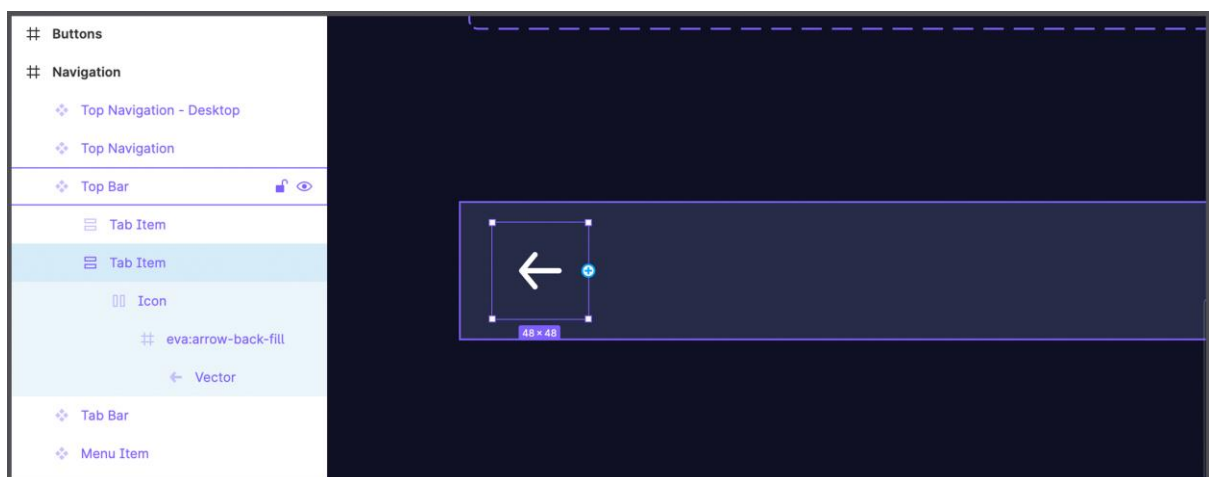 Buttons
Navigation
Top Navigation - Desktop
Top Navigation
Top Bar
Tab Item
Tab Item
Icon
eva:arrow-back-fill
Vector
Tab Bar
Menu Item
48 × 48